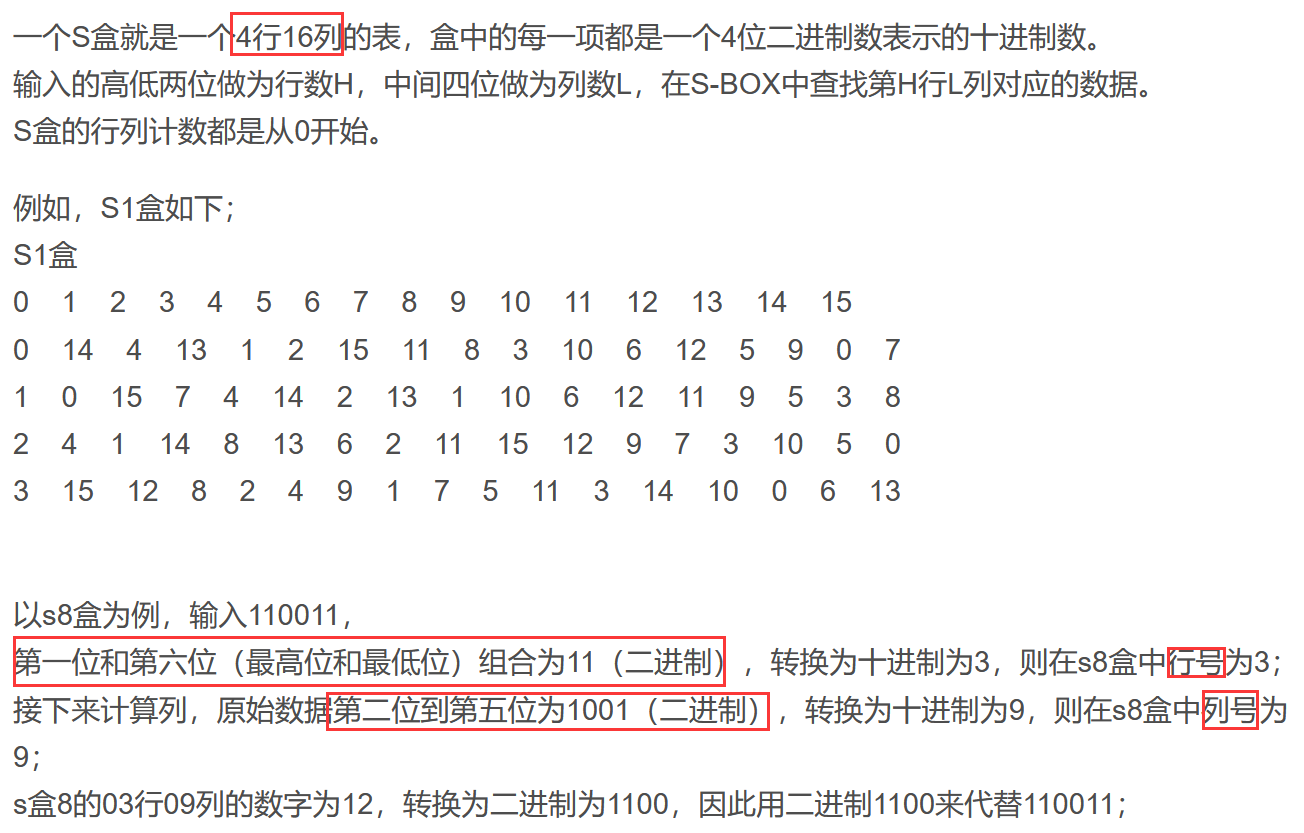 一个S盒就是一个4行16列的表，盒中的每一项都是一个4位二进制数表示的十进制数。
输入的高低两位做为行数H，中间四位做为列数L，在S-BOX中查找第H行L列对应的数据。
S盒的行列计数都是从0开始。
例如，S1盒如下；
S1盒
0 1 2 3 4 5 6 7 8 9 10 11 12 13 14 15
0 14 4 13 1 2 15 11 8 3 10 6 12 5 9 0 7
1 0 15 7 4 14 2 13 1 10 6 12 11 9 5 3 8
2 4 1 14 8 13 6 2 11 15 12 9 7 3 10 5 0
3 15 12 8 2 4 9 1 7 5 11 3 14 10 0 6 13
以s8盒为例，输入110011，
第一位和第六位（最高位和最低位）组合为11（二进制），转换为十进制为3，则在s8盒中行号为3；
接下来计算列，原始数据第二位到第五位为1001（二进制），转换为十进制为9，则在s8盒中列号为
9；
s盒8的03行09列的数字为12，转换为二进制为1100，因此用二进制1100来代替110011；